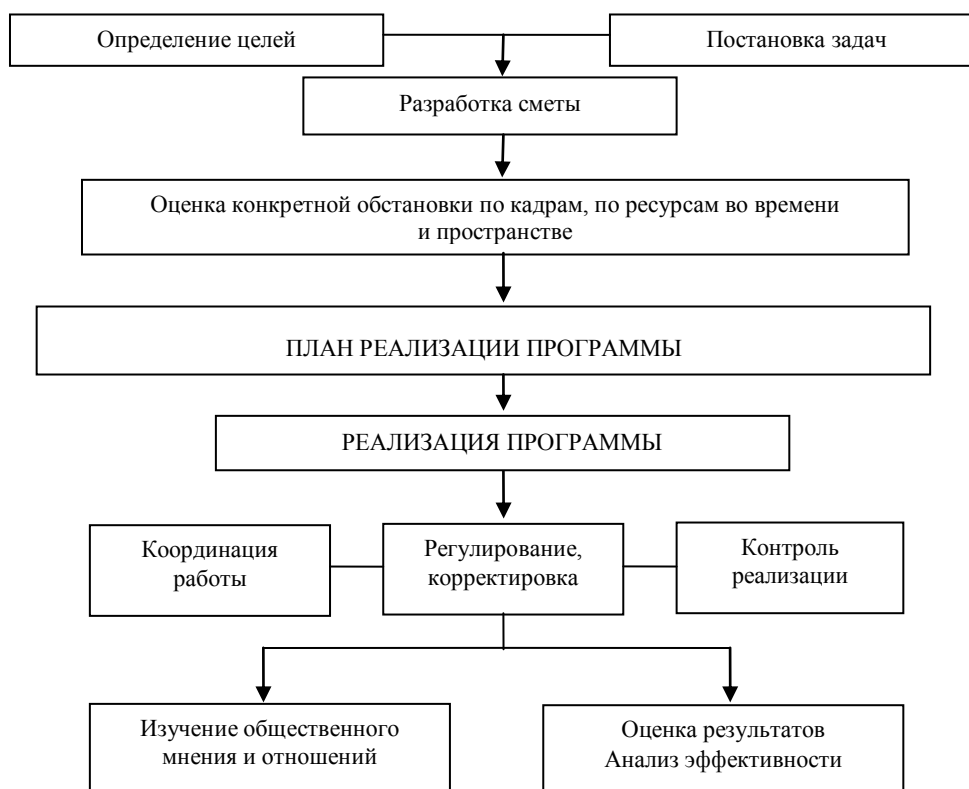 Определение целей
Постановка задач
Разработка сметы
Оценка конкретной обстановки по кадрам, по ресурсам во времени
и пространстве
ПЛАН РЕАЛИЗАЦИИ ПРОГРАММЫ
РЕАЛИЗАЦИЯ ПРОГРАММЫ
Координация
работы
Регулирование,
корректировка
Контроль
реализации
Изучение общественного
мнения и отношений
Оценка результатов
Анализ эффективности